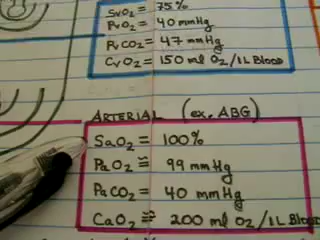 SvO₂ = 75%
PvO₂ = 40 mmHg
PvCO₂ = 47 mmHg
CvO₂ = 150 ml O₂/1L Blood
ARTERIAL (ex. ABG)
SaO₂ = 100%
PaO₂ ≅ 99 mmHg
PaCO₂ = 40 mmHg
CaO₂ ≅ 200 ml O₂/1L Blood